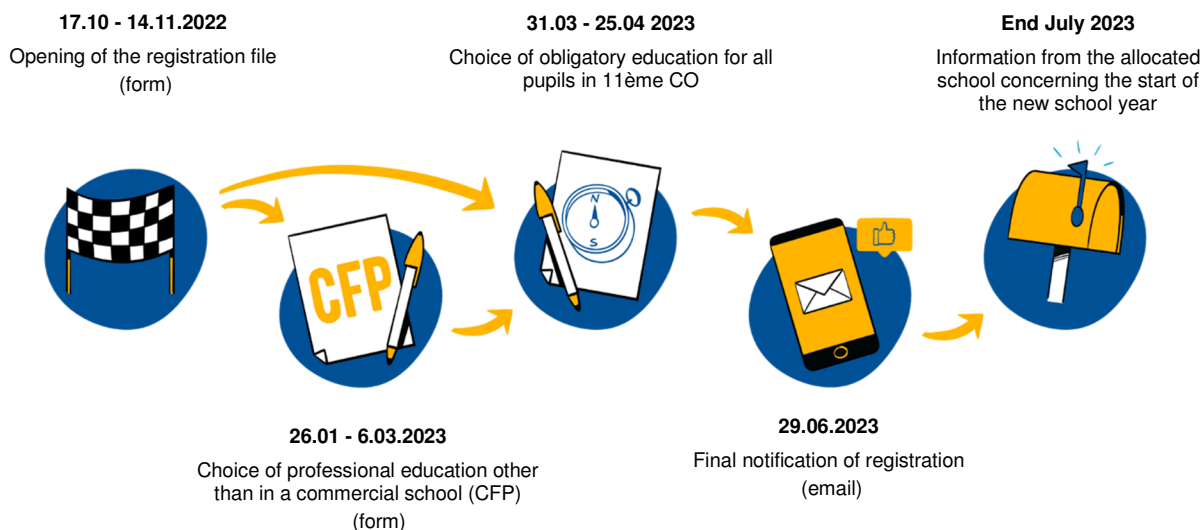 17.10 - 14.11.2022
Opening of the registration file
(form)
31.03 - 25.04 2023
Choice of obligatory education for all
pupils in 11ème CO
End July 2023
Information from the allocated
school concerning the start of
the new school year
CFP
N
S
26.01 - 6.03.2023
Choice of professional education other
than in a commercial school (CFP)
(form)
29.06.2023
Final notification of registration
(email)